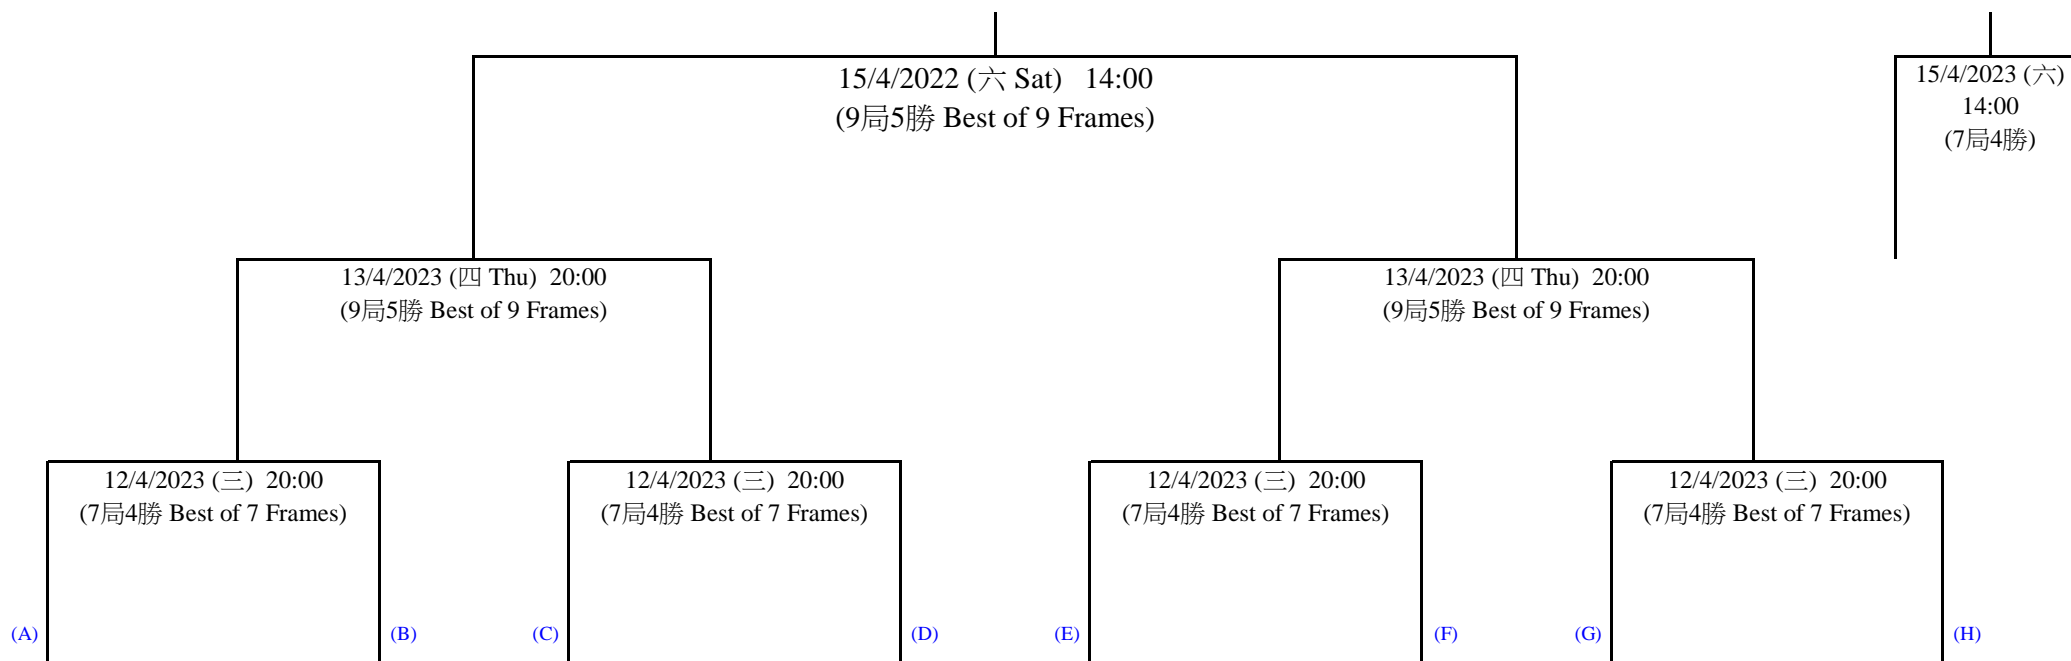 15/4/2022 (六 Sat) 14:00
(9局5勝 Best of 9 Frames)
15/4/2023 (六)
14:00
(7局4勝)
13/4/2023 (四 Thu) 20:00
(9局5勝 Best of 9 Frames)
13/4/2023 (四 Thu) 20:00
(9局5勝 Best of 9 Frames)
12/4/2023 (三) 20:00
(7局4勝 Best of 7 Frames)
12/4/2023 (三) 20:00
(7局4勝 Best of 7 Frames)
12/4/2023 (三) 20:00
(7局4勝 Best of 7 Frames)
12/4/2023 (三) 20:00
(7局4勝 Best of 7 Frames)
(A)
(B)
(C)
(D)
(E)
(F)
(G)
(H)